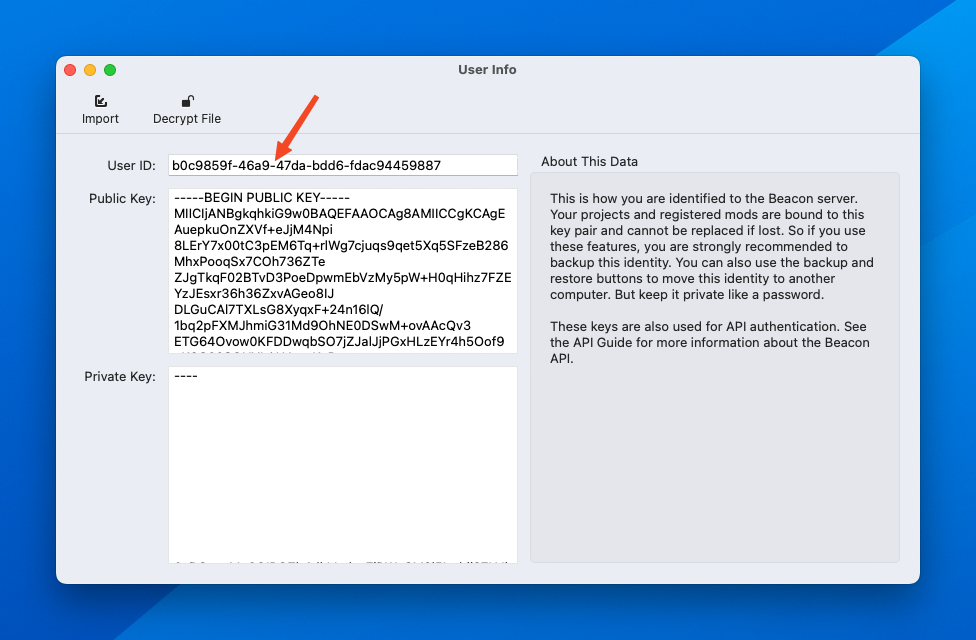 User Info
Import
Decrypt File
User ID:
b0c9859f-46a9-47da-bdd6-fdac94459887
Public Key:
-----BEGIN PUBLIC KEY-----
MIICIjANBgkqhkiG9w0BAQEFAAOCAg8AMIICCgKCAgE
AuepkuOnZXVf+eJjM4Npi
8LErY7x00tC3pEM6Tq+rlWg7cjuqs9qet5Xq5SFzeB286
MhxPooqSx7COh736ZTe
ZJgTkqF02BTvD3PoeDpwmEbVzMy5pW+H0qHihz7FZE
YzJEsxr36h36ZxvAGeo8IJ
DLGuCAl7TXLsG8XyqxF+24n16lQ/
1bq2pFXMJhmiG31Md9OhNE0DSwM+ovAAcQv3
ETG64Ovow0KFDDwqbSO7jZJalJjPGxHLzEYr4h5Oof9
Private Key:
----
About This Data
This is how you are identified to the Beacon server.
Your projects and registered mods are bound to this
key pair and cannot be replaced if lost. So if you use
these features, you are strongly recommended to
backup this identity. You can also use the backup and
restore buttons to move this identity to another
computer. But keep it private like a password.
These keys are also used for API authentication. See
the API Guide for more information about the Beacon
API.